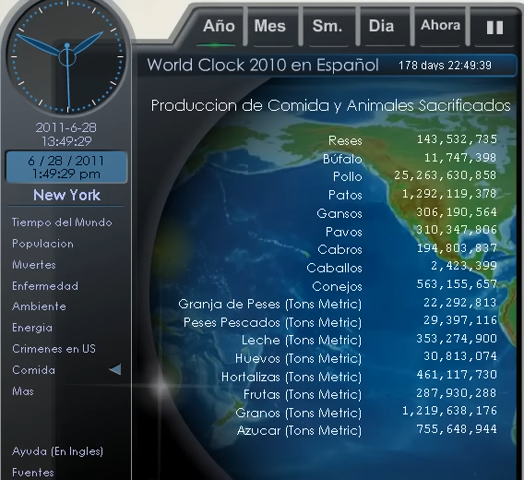 Año Mes Sm. Dia Ahora
World Clock 2010 en Español 178 days 22:49:39
Produccion de Comida y Animales Sacrificados
2011-6-28
13:49:29
6 / 28 / 2011
1:49:29 pm
New York
Tiempo del Mundo
Populacion
Muertes
Enfermedad
Ambiente
Energia
Crimenes en US
Comida
Mas
Ayuda (En Ingles)
Fuentes
Reses 143,532,735
Búfalo 11,747,398
Pollo 25,263,630,858
Patos 1,292,119,378
Gansos 306,190,564
Pavos 310,347,806
Cabros 194,803,837
Caballos 2,423,399
Conejos 563,155,657
Granja de Peses (Tons Metric) 22,292,813
Peses Pescados (Tons Metric) 29,397,116
Leche (Tons Metric) 353,274,900
Huevos (Tons Metric) 30,813,074
Hortalizas (Tons Metric) 461,117,730
Frutas (Tons Metric) 287,930,288
Granos (Tons Metric) 1,219,638,176
Azucar (Tons Metric) 755,648,944